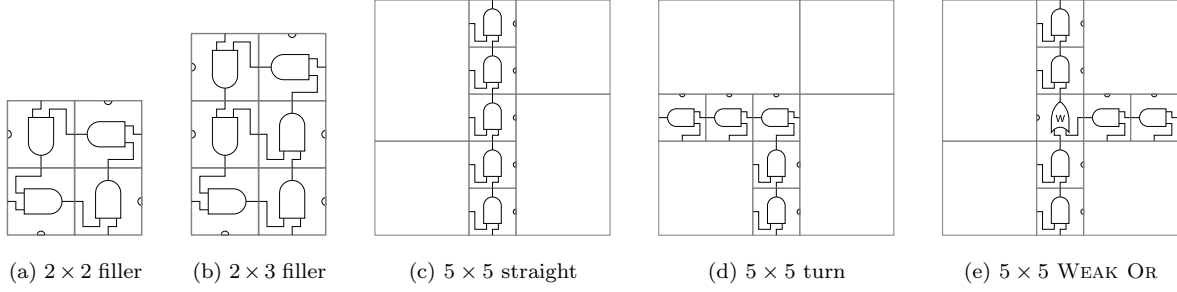 W
(a) 2 × 2 filler
(b) 2 × 3 filler
(c) 5 × 5 straight
(d) 5 × 5 turn
(e) 5 × 5 WEAK OR